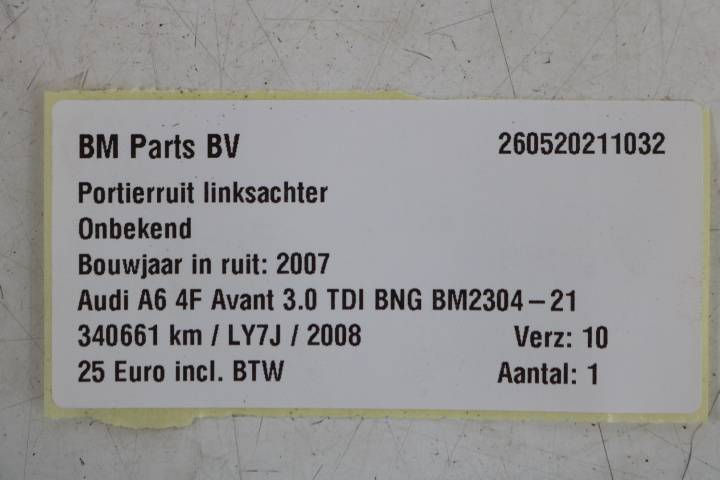 BM Parts BV 260520211032
Portierruit linksachter
Onbekend
Bouwjaar in ruit: 2007
Audi A6 4F Avant 3.0 TDI BNG BM2304-21
340661 km / LY7J / 2008 Verz: 10
25 Euro incl. BTW Aantal: 1